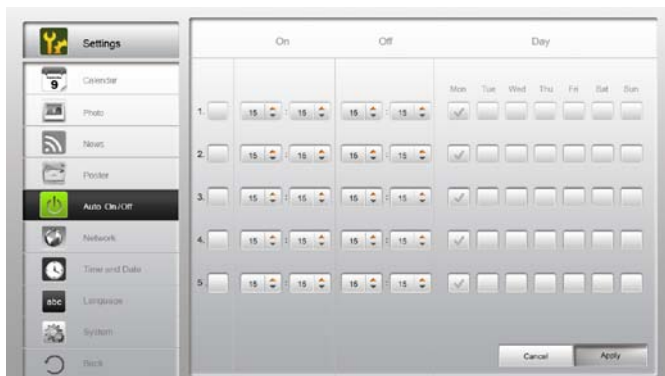 Settings
Calendar
9
Photo
News
Poster
Auto On/Off
Network
Time and Date
abc
Language
System
Back
On Off Day
Mon Tue Wed Thu Fri Sat Sun
1. 15 : 15 15 : 15
2. 15 : 15 15 : 15
3. 15 : 15 15 : 15
4. 15 : 15 15 : 15
5. 15 : 15 15 : 15
Cancel Apply